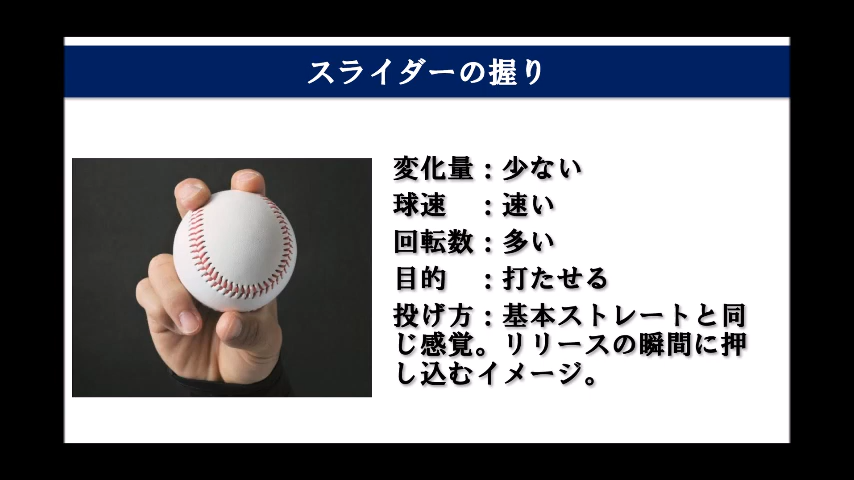 スライダーの握り
変化量：少ない
球速　：速い
回転数：多い
目的　：打たせる
投げ方：基本ストレートと同
じ感覚。リリースの瞬間に押
し込むイメージ。